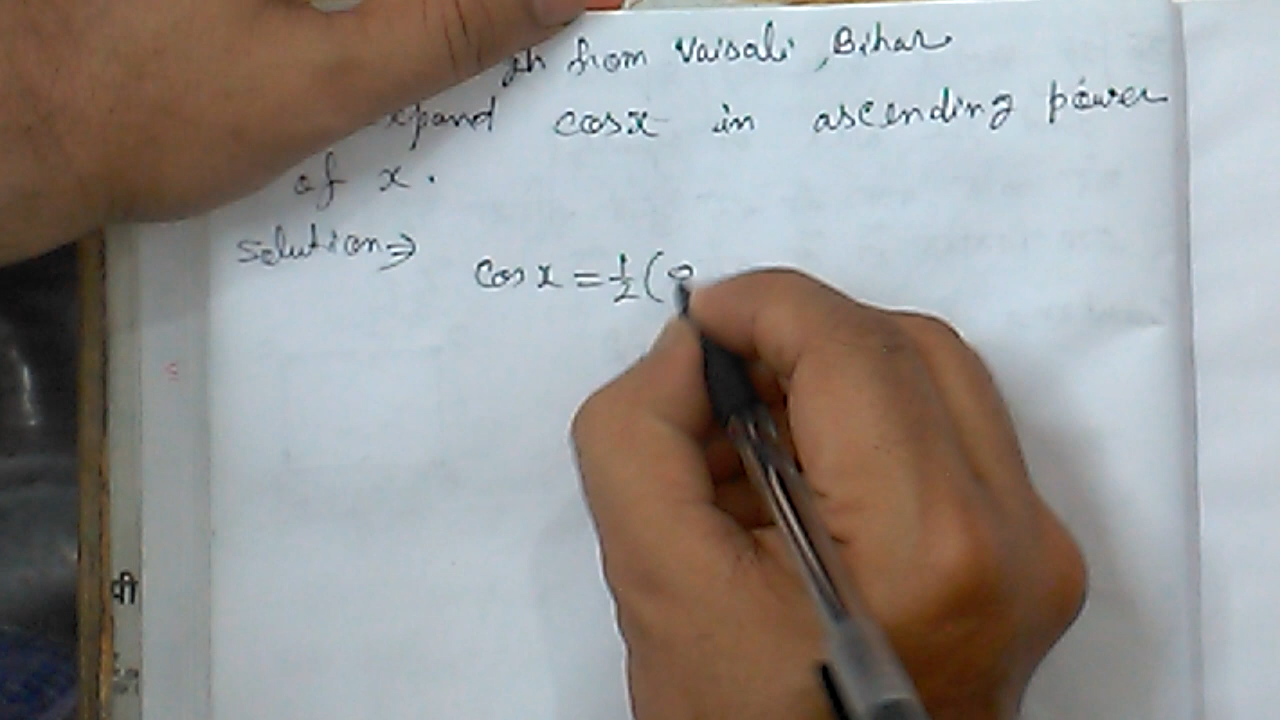 from Vaisali, Bihar
xpand cosx in ascending power
of x.
solution⇒ Cos x = 1/2 (e
वी